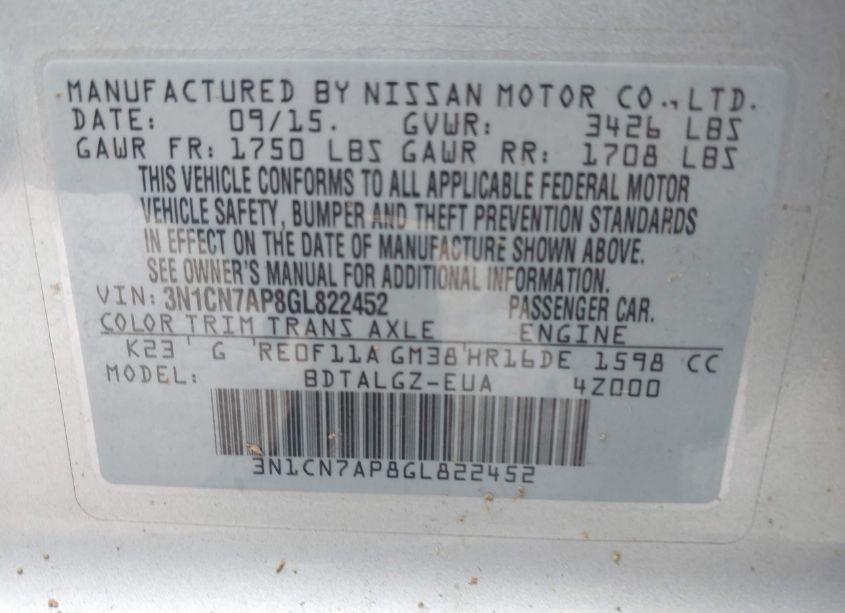 MANUFACTURED BY NISSAN MOTOR CO., LTD.
DATE: 09/15. GVWR: 3426 LBS
GAWR FR: 1750 LBS GAWR RR: 1708 LBS
THIS VEHICLE CONFORMS TO ALL APPLICABLE FEDERAL MOTOR
VEHICLE SAFETY, BUMPER AND THEFT PREVENTION STANDARDS
IN EFFECT ON THE DATE OF MANUFACTURE SHOWN ABOVE.
SEE OWNER'S MANUAL FOR ADDITIONAL INFORMATION.
VIN: 3N1CN7AP8GL822452 PASSENGER CAR.
COLOR TRIM TRANS AXLE ENGINE
K23 G RE0F11A GM38 HR16DE 1598 CC
MODEL: BDTALGZ-EUA 4Z000
3N1CN7AP8GL822452